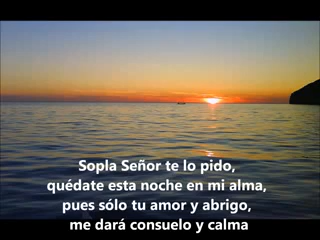 Sopla Señor te lo pido,
quédate esta noche en mi alma,
pues sólo tu amor y abrigo,
me dará consuelo y calma